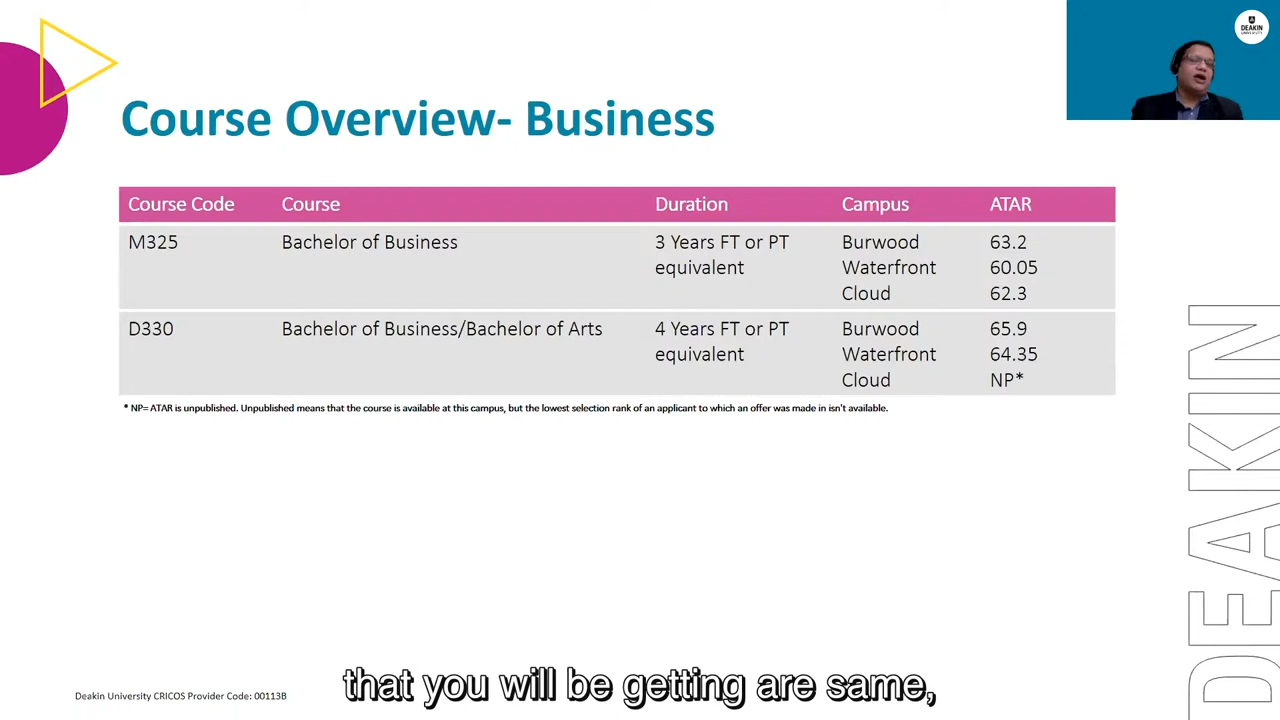 DEAKIN
UNIVERSITY
Course Overview- Business
Course Code Course Duration Campus ATAR
M325 Bachelor of Business 3 Years FT or PT Burwood 63.2
equivalent Waterfront 60.05
Cloud 62.3
D330 Bachelor of Business/Bachelor of Arts 4 Years FT or PT Burwood 65.9
equivalent Waterfront 64.35
Cloud NP*
* NP= ATAR is unpublished. Unpublished means that the course is available at this campus, but the lowest selection rank of an applicant to which an offer was made in isn't available.
DEAKIN
Deakin University CRICOS Provider Code: 00113B
that you will be getting are same,